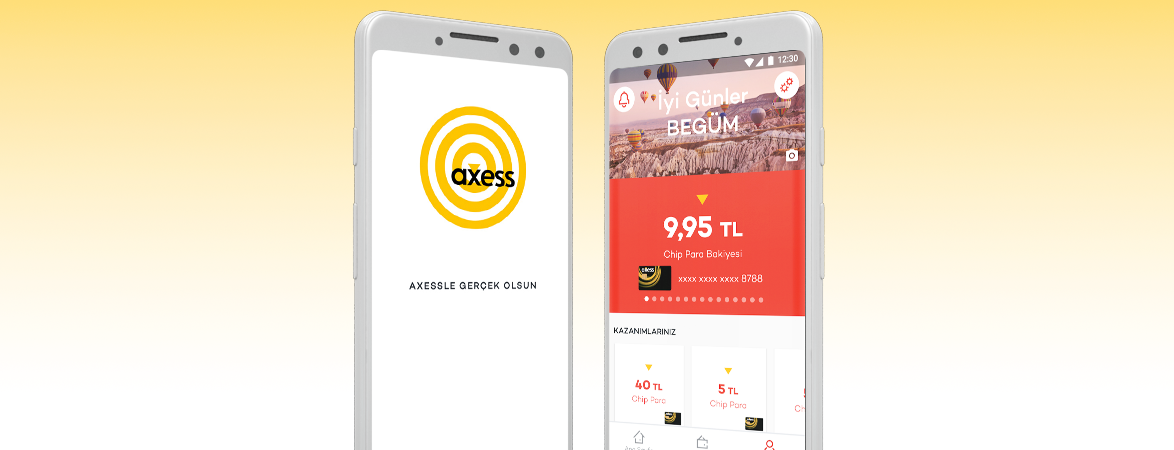 axess
AXESSLE GERÇEK OLSUN
12:30
İyi Günler
BEGÜM
9,95 TL
Chip Para Bakiyesi
axess
xxxx xxxx xxxx 8788
KAZANIMLARINIZ
40 TL
Chip Para
5 TL
Chip Para
Ch